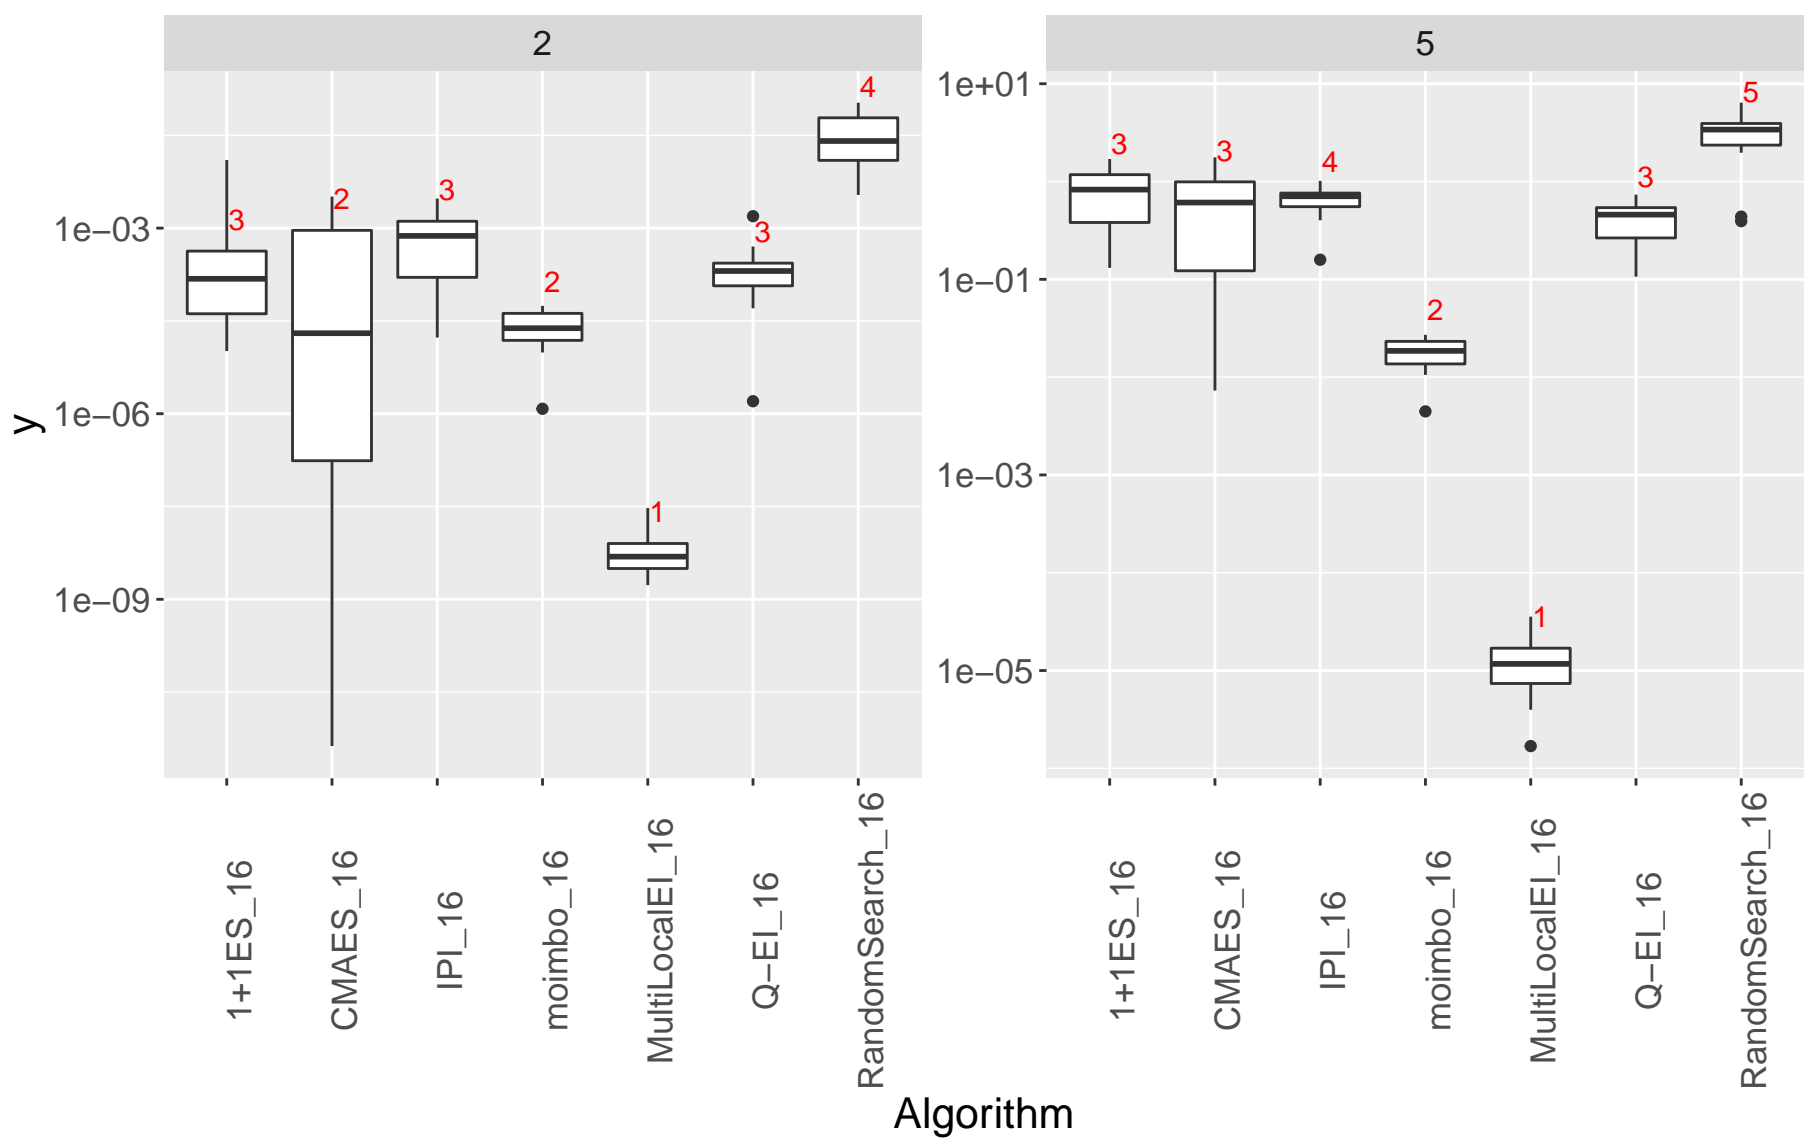 2
5
y
1e−03
1e−06
1e−09
3
2
3
2
1
3
4
1e+01
1e−01
1e−03
1e−05
3
3
4
2
1
3
5
1+1ES_16
CMAES_16
IPI_16
moimbo_16
MultiLocalEI_16
Q−EI_16
RandomSearch_16
1+1ES_16
CMAES_16
IPI_16
moimbo_16
MultiLocalEI_16
Q−EI_16
RandomSearch_16
Algorithm